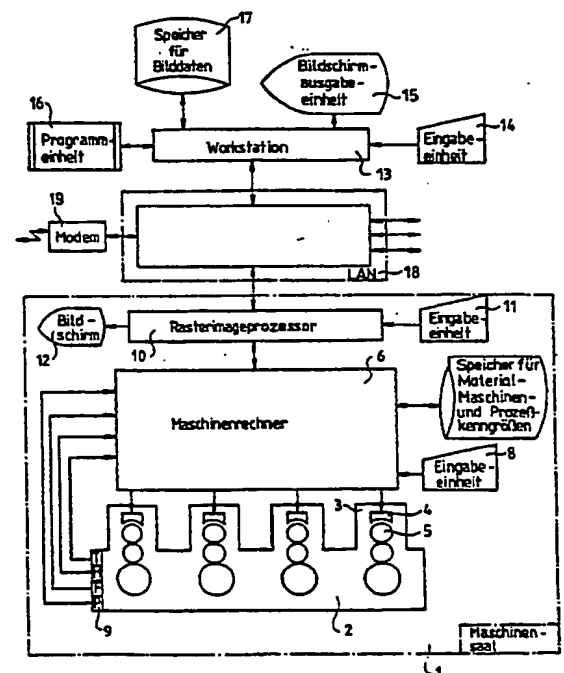 17
Speicher
für
Bilddaten
Bildschirm-
ausgabe-
einheit
15
16
Programm-
einheit
Workstation
13
14
Eingabe
einheit
19
Modem
LAN
18
Bild-
schirm
12
Rasterimageprozessor
10
11
Eingabe-
einheit
6
Maschinenrechner
Speicher für
Material-
Maschinen-
und Prozeß-
kenngrößen
8
Eingabe-
einheit
3
4
5
9
2
Maschinen-
saal
1